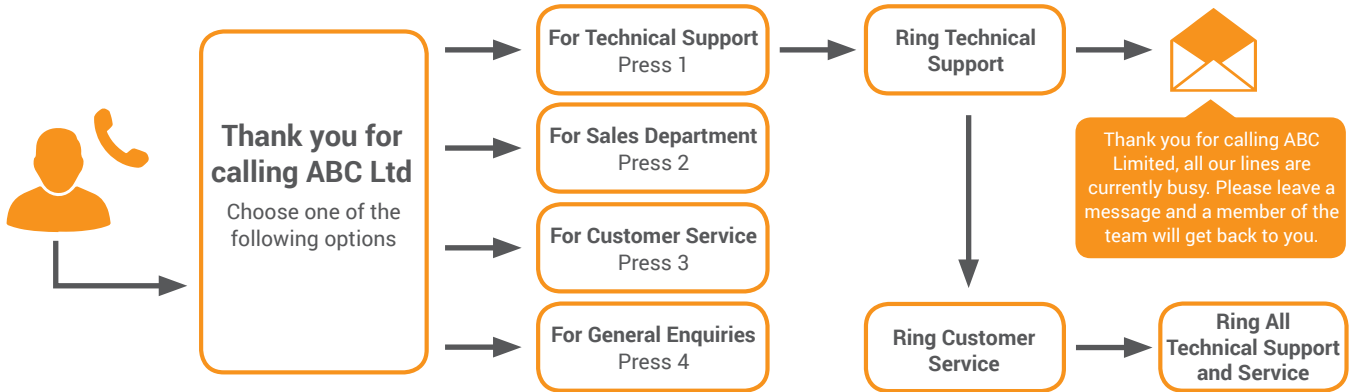 Thank you for
calling ABC Ltd
Choose one of the
following options
For Technical Support
Press 1
For Sales Department
Press 2
For Customer Service
Press 3
For General Enquiries
Press 4
Ring Technical
Support
Thank you for calling ABC
Limited, all our lines are
currently busy. Please leave a
message and a member of the
team will get back to you.
Ring Customer
Service
Ring All
Technical Support
and Service